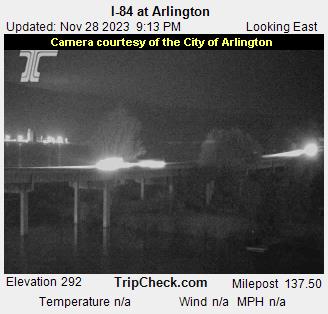 I-84 at Arlington
Updated: Nov 28 2023 9:13 PM Looking East
Camera courtesy of the City of Arlington
Elevation 292 TripCheck.com Milepost 137.50
Temperature n/a Wind n/a MPH n/a